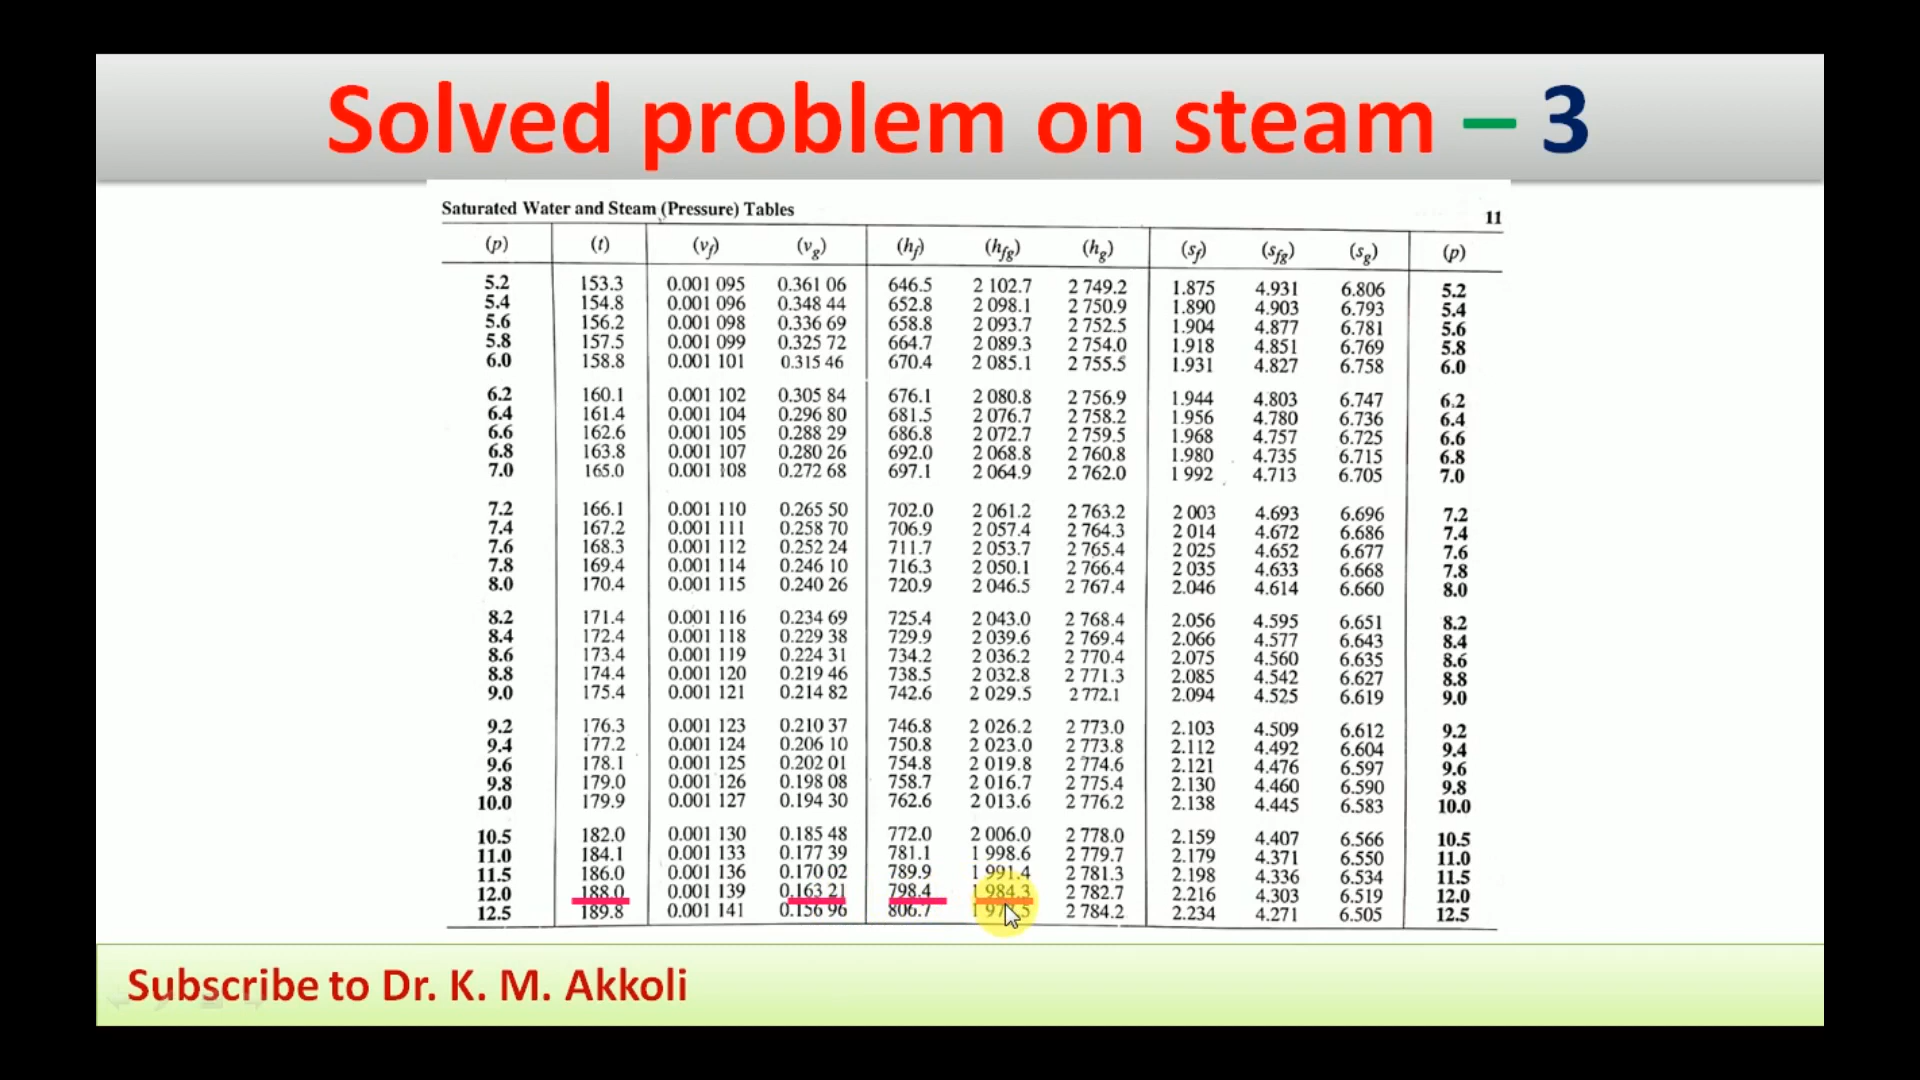 Solved problem on steam – 3
Saturated Water and Steam (Pressure) Tables 11
(p) (t) (vf) (vg) (hf) (hfg) (hg) (sf) (sfg) (sg) (p)
5.2 153.3 0.001 095 0.361 06 646.5 2 102.7 2 749.2 1.875 4.931 6.806 5.2
5.4 154.8 0.001 096 0.348 44 652.8 2 098.1 2 750.9 1.890 4.903 6.793 5.4
5.6 156.2 0.001 098 0.336 69 658.8 2 093.7 2 752.5 1.904 4.877 6.781 5.6
5.8 157.5 0.001 099 0.325 72 664.7 2 089.3 2 754.0 1.918 4.851 6.769 5.8
6.0 158.8 0.001 101 0.315 46 670.4 2 085.1 2 755.5 1.931 4.827 6.758 6.0
6.2 160.1 0.001 102 0.305 84 676.1 2 080.8 2 756.9 1.944 4.803 6.747 6.2
6.4 161.4 0.001 104 0.296 80 681.5 2 076.7 2 758.2 1.956 4.780 6.736 6.4
6.6 162.6 0.001 105 0.288 29 686.8 2 072.7 2 759.5 1.968 4.757 6.725 6.6
6.8 163.8 0.001 107 0.280 26 692.0 2 068.8 2 760.8 1.980 4.735 6.715 6.8
7.0 165.0 0.001 108 0.272 68 697.1 2 064.9 2 762.0 1 992 4.713 6.705 7.0
7.2 166.1 0.001 110 0.265 50 702.0 2 061.2 2 763.2 2 003 4.693 6.696 7.2
7.4 167.2 0.001 111 0.258 70 706.9 2 057.4 2 764.3 2 014 4.672 6.686 7.4
7.6 168.3 0.001 112 0.252 24 711.7 2 053.7 2 765.4 2 025 4.652 6.677 7.6
7.8 169.4 0.001 114 0.246 10 716.3 2 050.1 2 766.4 2 035 4.633 6.668 7.8
8.0 170.4 0.001 115 0.240 26 720.9 2 046.5 2 767.4 2.046 4.614 6.660 8.0
8.2 171.4 0.001 116 0.234 69 725.4 2 043.0 2 768.4 2.056 4.595 6.651 8.2
8.4 172.4 0.001 118 0.229 38 729.9 2 039.6 2 769.4 2.066 4.577 6.643 8.4
8.6 173.4 0.001 119 0.224 31 734.2 2 036.2 2 770.4 2.075 4.560 6.635 8.6
8.8 174.4 0.001 120 0.219 46 738.5 2 032.8 2 771.3 2.085 4.542 6.627 8.8
9.0 175.4 0.001 121 0.214 82 742.6 2 029.5 2 772.1 2.094 4.525 6.619 9.0
9.2 176.3 0.001 123 0.210 37 746.8 2 026.2 2 773.0 2.103 4.509 6.612 9.2
9.4 177.2 0.001 124 0.206 10 750.8 2 023.0 2 773.8 2.112 4.492 6.604 9.4
9.6 178.1 0.001 125 0.202 01 754.8 2 019.8 2 774.6 2.121 4.476 6.597 9.6
9.8 179.0 0.001 126 0.198 08 758.7 2 016.7 2 775.4 2.130 4.460 6.590 9.8
10.0 179.9 0.001 127 0.194 30 762.6 2 013.6 2 776.2 2.138 4.445 6.583 10.0
10.5 182.0 0.001 130 0.185 48 772.0 2 006.0 2 778.0 2.159 4.407 6.566 10.5
11.0 184.1 0.001 133 0.177 39 781.1 1 998.6 2 779.7 2.179 4.371 6.550 11.0
11.5 186.0 0.001 136 0.170 02 789.9 1 991.4 2 781.3 2.198 4.336 6.534 11.5
12.0 188.0 0.001 139 0.163 21 798.4 1 984.3 2 782.7 2.216 4.303 6.519 12.0
12.5 189.8 0.001 141 0.156 96 806.7 2 784.2 2.234 4.271 6.505 12.5
Subscribe to Dr. K. M. Akkoli